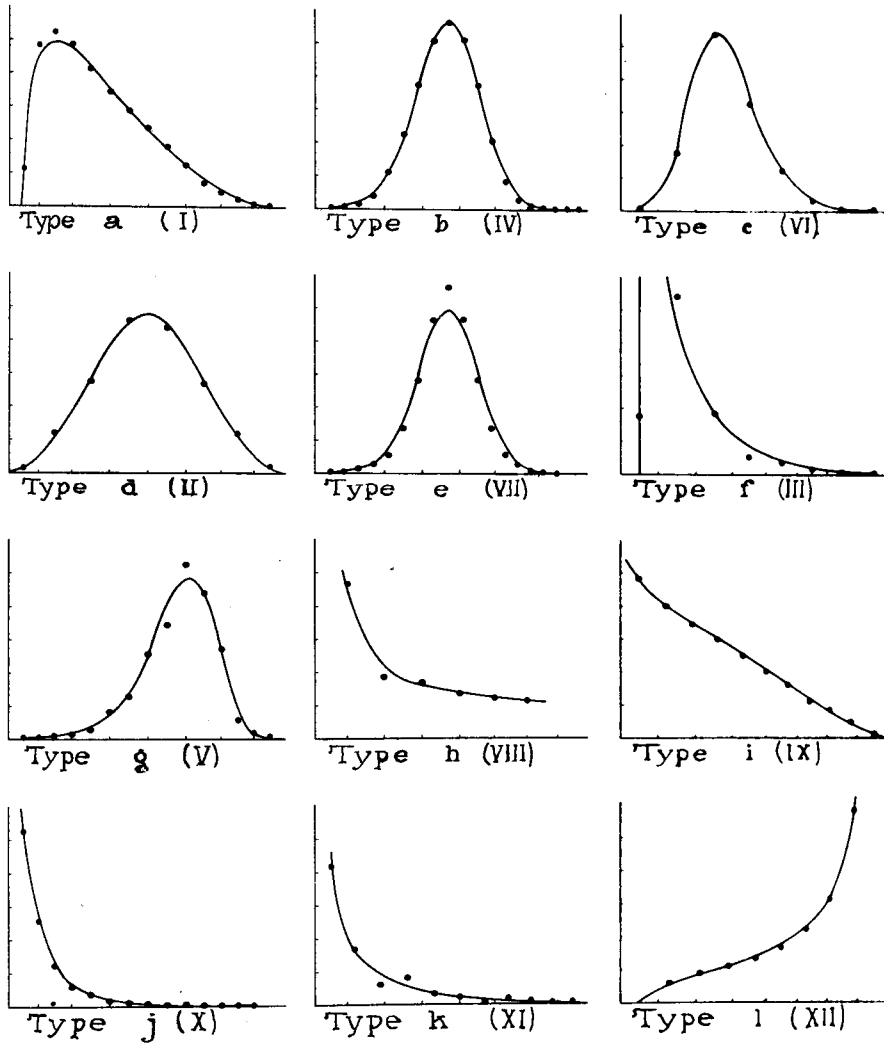 Type a (I)
Type b (IV)
Type c (VI)
Type d (II)
Type e (VII)
Type f (III)
Type g (V)
Type h (VIII)
Type i (IX)
Type j (X)
Type k (XI)
Type l (XII)